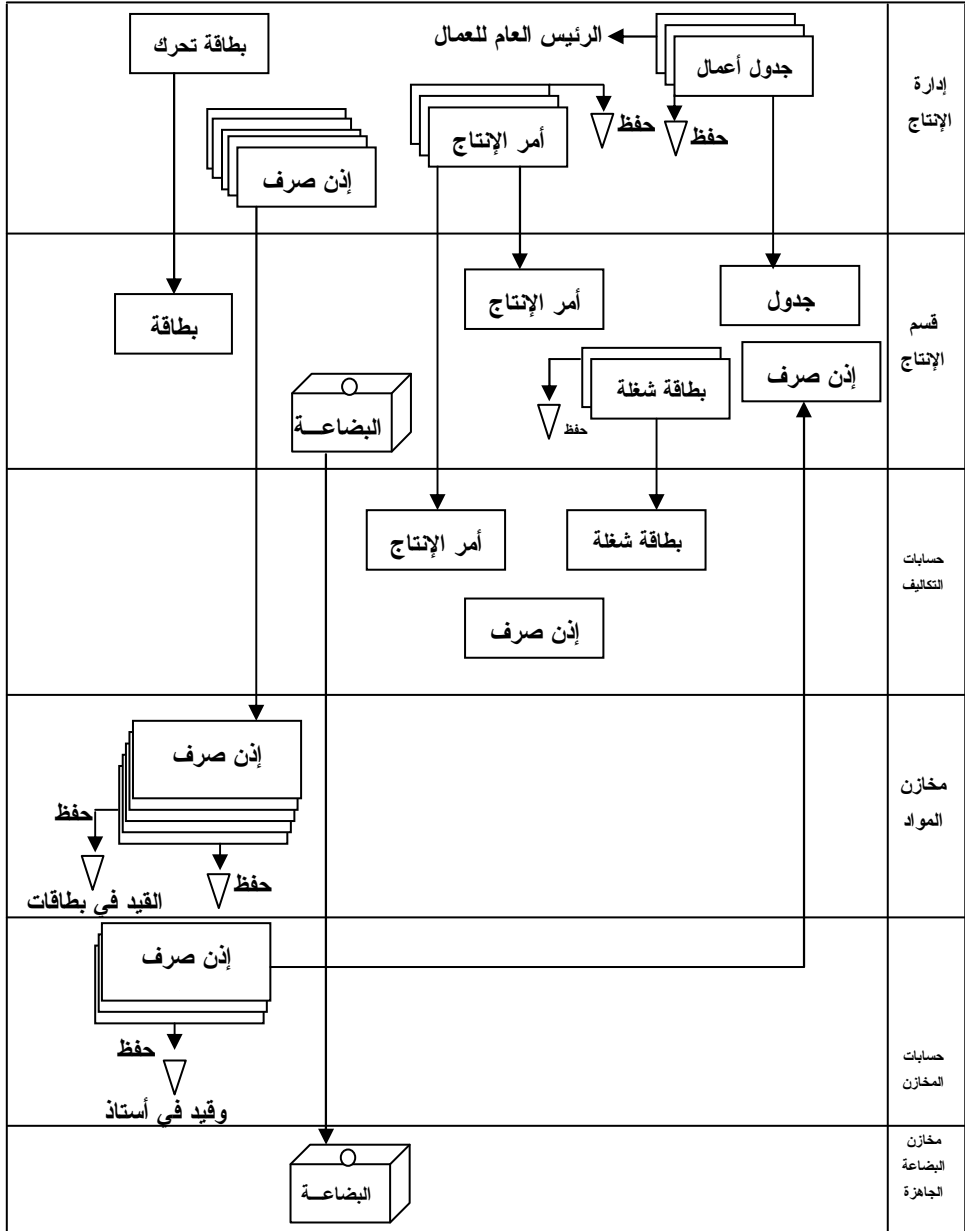 إدارة
الإنتاج
الرئيس العام للعمال
جدول أعمال
حفظ
حفظ
أمر الإنتاج
إذن صرف
بطاقة تحرك
قسم
الإنتاج
جدول
أمر الإنتاج
بطاقة
إذن صرف
بطاقة شغلة
حفظ
البضاعــة
حسابات
التكاليف
بطاقة شغلة
أمر الإنتاج
إذن صرف
مخازن
المواد
إذن صرف
حفظ
حفظ
القيد في بطاقات
حسابات
المخازن
إذن صرف
حفظ
وقيد في أستاذ
مخازن
البضاعة
الجاهزة
البضاعــة